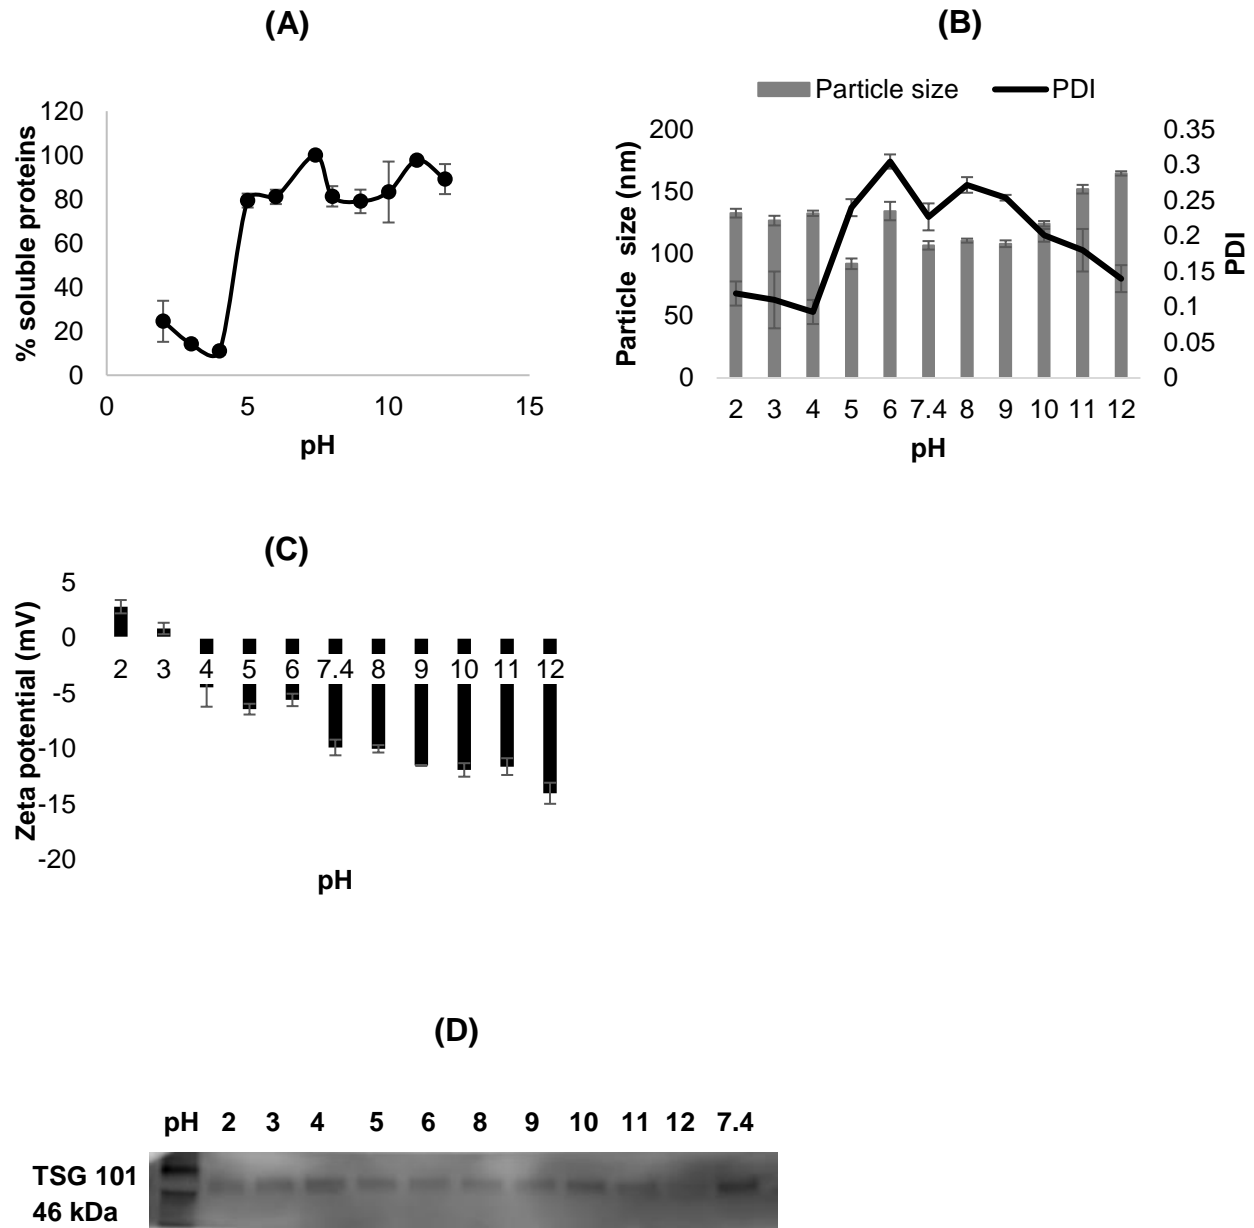 (A)
120
100
80
60
40
20
0
% soluble proteins
0 5 10 15
pH
(B)
Particle size PDI
200
150
100
50
0
Particle size (nm)
0.35
0.3
0.25
0.2
0.15
0.1
0.05
0
PDI
2 3 4 5 6 7.4 8 9 10 11 12
pH
(C)
5
0
-5
-10
-15
-20
Zeta potential (mV)
2 3 4 5 6 7.4 8 9 10 11 12
pH
(D)
pH 2 3 4 5 6 8 9 10 11 12 7.4
TSG 101
46 kDa